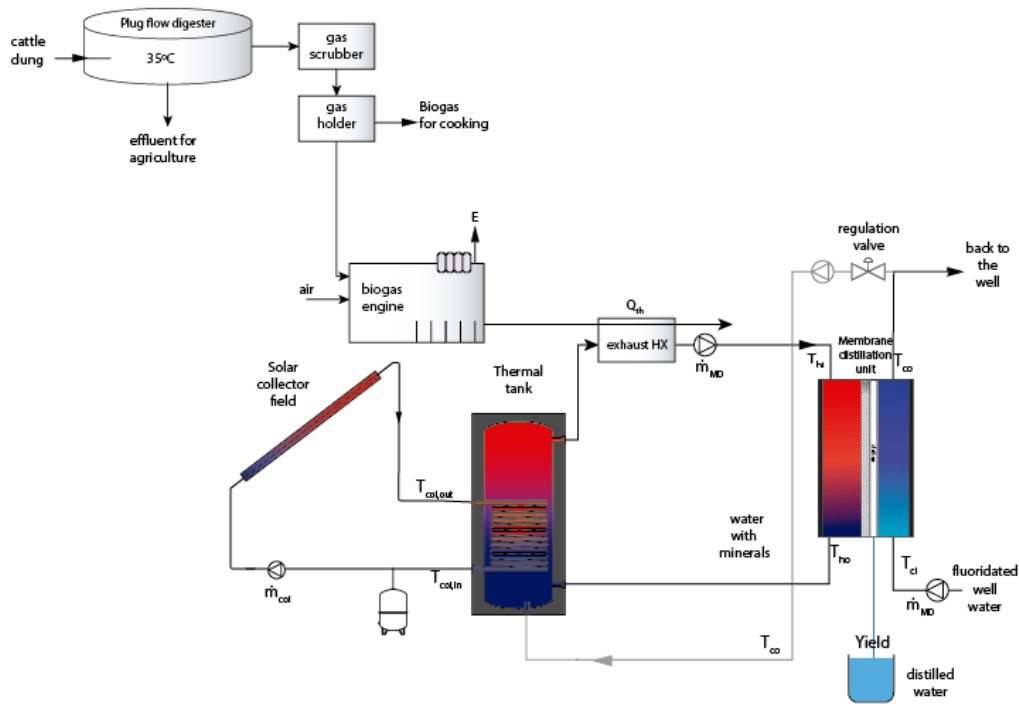 Plug flow digester
35ºC
cattle
dung
gas
scrubber
gas
holder
Biogas
for cooking
effluent for
agriculture
E
air
biogas
engine
regulation
valve
back to
the
well
Qth
exhaust HX
ṁMD
Thi
Membrane
distillation
unit
Tco
Solar
collector
field
Thermal
tank
Tcol,out
Tcol,in
ṁcol
water
with
minerals
Tho
Tci
ṁMD
fluoridated
well
water
Tco
Yield
distilled
water